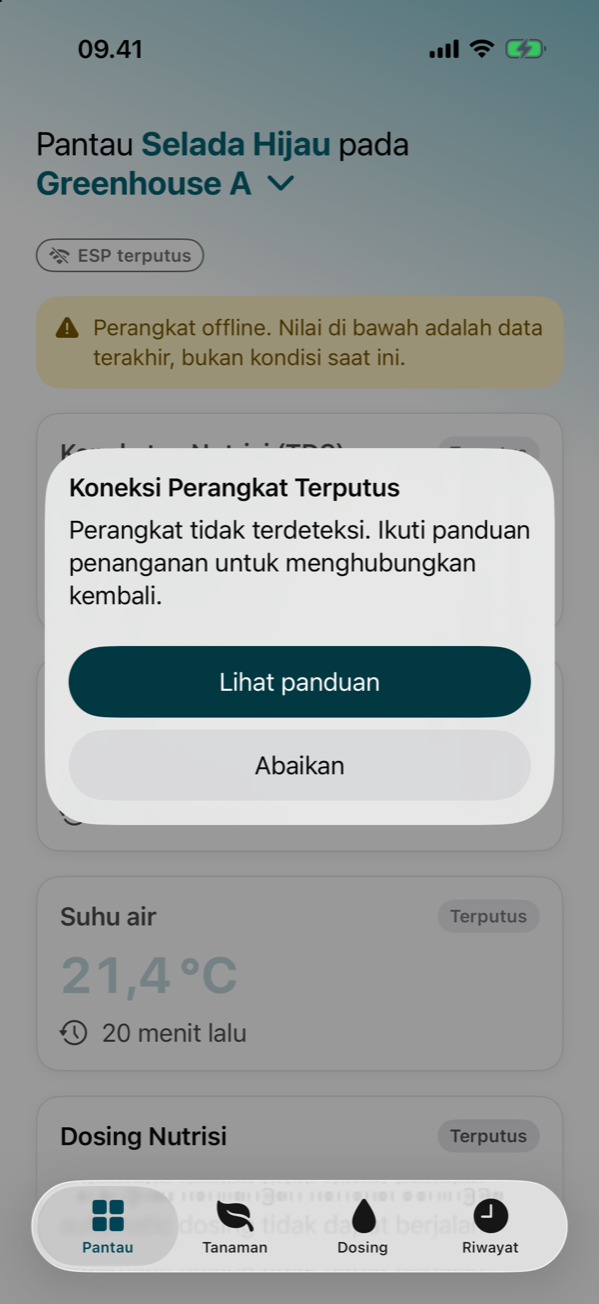 09.41
Pantau Selada Hijau pada
Greenhouse A
ESP terputus
Perangkat offline. Nilai di bawah adalah data
terakhir, bukan kondisi saat ini.
Koneksi Perangkat Terputus
Perangkat tidak terdeteksi. Ikuti panduan
penanganan untuk menghubungkan
kembali.
Lihat panduan
Abaikan
Suhu air
Terputus
21,4 °C
20 menit lalu
Dosing Nutrisi
Terputus
Pantau
Tanaman
Dosing
Riwayat